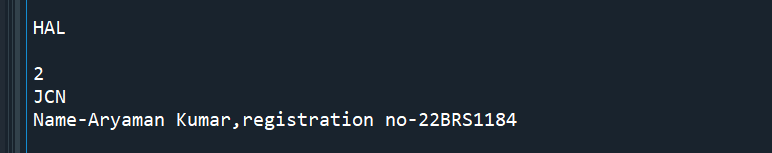 HAL
2
JCN
Name-Aryaman Kumar,registration no-22BRS1184